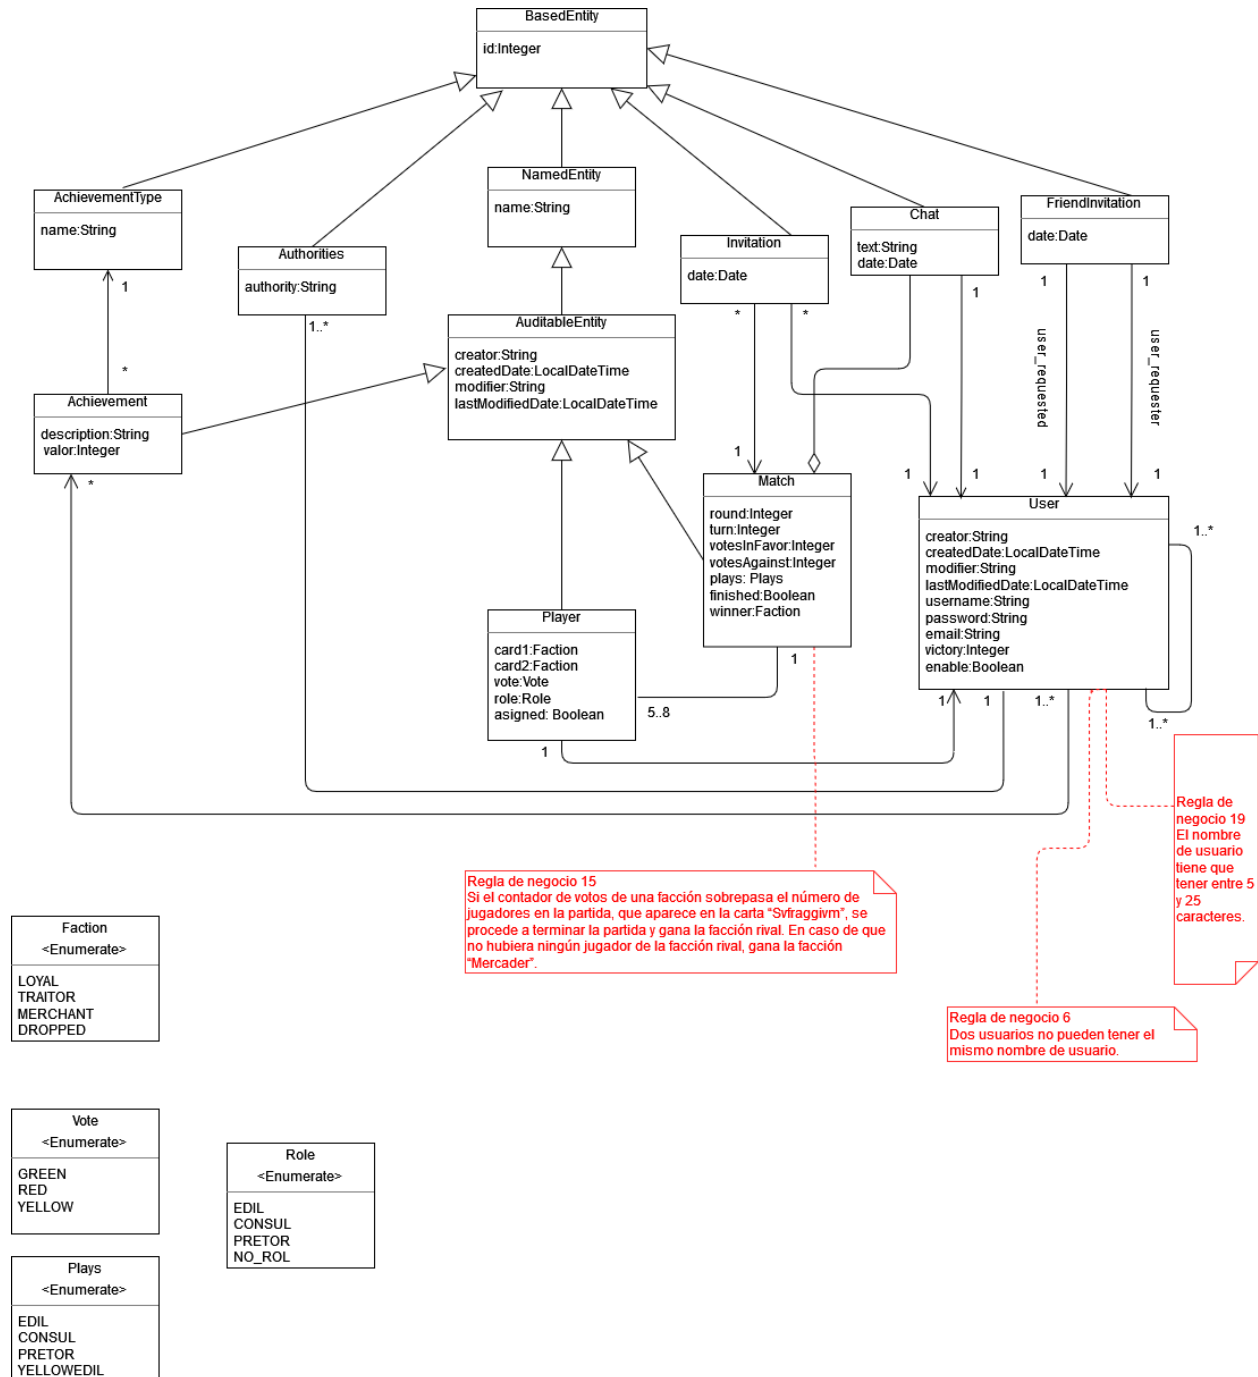 BasedEntity
id:Integer
AchievementType
name:String
Authorities
authority:String
NamedEntity
name:String
Invitation
date:Date
Chat
text:String
date:Date
FriendInvitation
date:Date
1
1..*
*
*
1
1
1
user_requested
user_requester
AuditableEntity
creator:String
createdDate:LocalDateTime
modifier:String
lastModifiedDate:LocalDateTime
*
Achievement
description:String
valor:Integer
*
1
1
1
1
1
Match
round:Integer
turn:Integer
votesInFavor:Integer
votesAgainst:Integer
plays: Plays
finished:Boolean
winner:Faction
User
creator:String
createdDate:LocalDateTime
modifier:String
lastModifiedDate:LocalDateTime
username:String
password:String
email:String
victory:Integer
enable:Boolean
1..*
Player
card1:Faction
card2:Faction
vote:Vote
role:Role
asigned: Boolean
1
5..8
1
1
1
1..*
1..*
Regla de
negocio 19
El nombre
de usuario
tiene que
tener entre 5
y 25
caracteres.
Regla de negocio 15
Si el contador de votos de una facción sobrepasa el número de
jugadores en la partida, que aparece en la carta “Svfraggivm”, se
procede a terminar la partida y gana la facción rival. En caso de que
no hubiera ningún jugador de la facción rival, gana la facción
“Mercader”.
Regla de negocio 6
Dos usuarios no pueden tener el
mismo nombre de usuario.
Faction
<Enumerate>
LOYAL
TRAITOR
MERCHANT
DROPPED
Vote
<Enumerate>
GREEN
RED
YELLOW
Role
<Enumerate>
EDIL
CONSUL
PRETOR
NO_ROL
Plays
<Enumerate>
EDIL
CONSUL
PRETOR
YELLOWEDIL